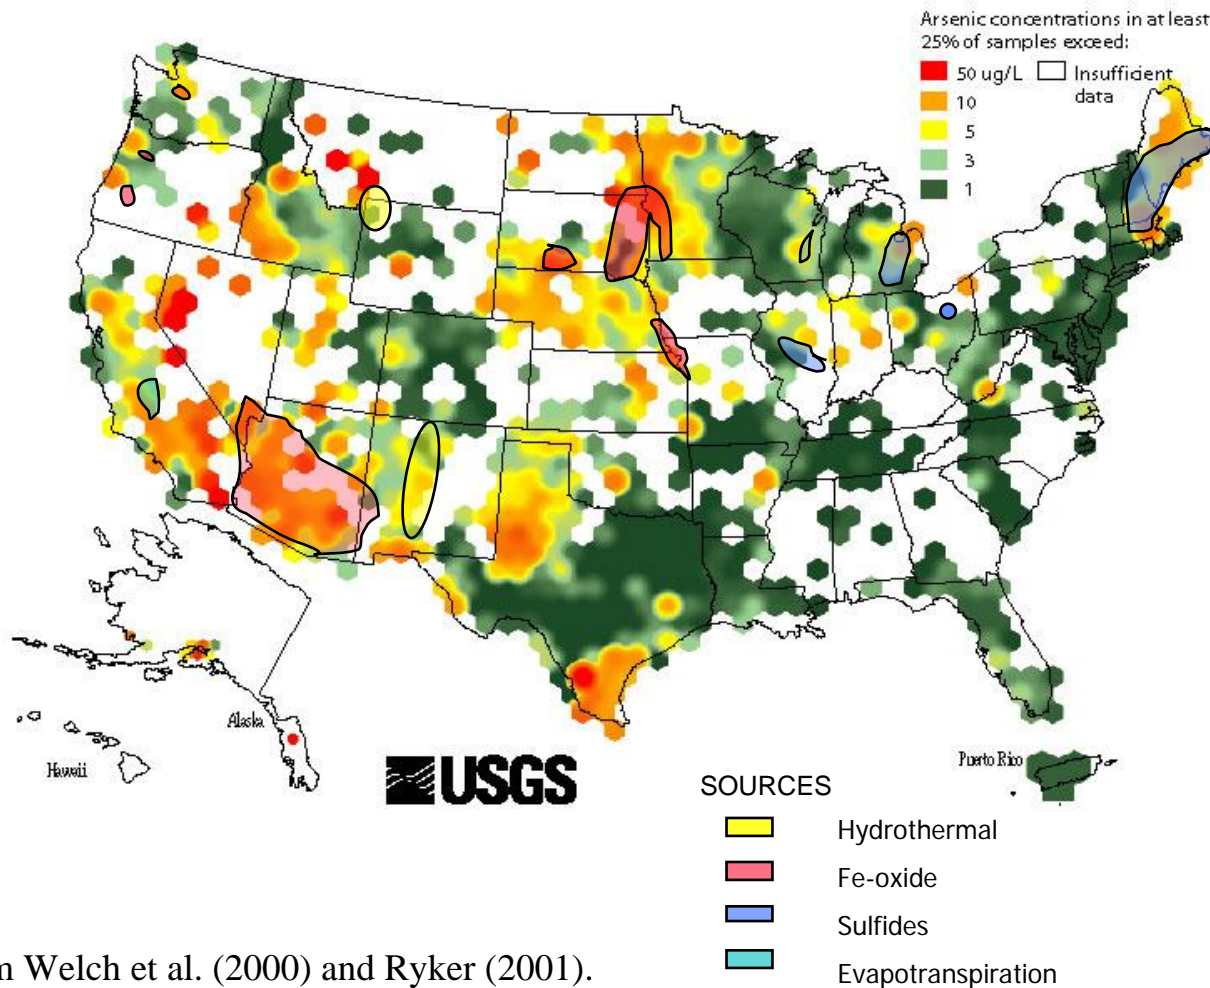 Arsenic concentrations in at least
25% of samples exceed:
50 ug/L
Insufficient
data
10
5
3
1
Alaska
Hawaii
Puerto Rico
USGS
SOURCES
Hydrothermal
Fe-oxide
Sulfides
Evapotranspiration
Welch et al. (2000) and Ryker (2001).